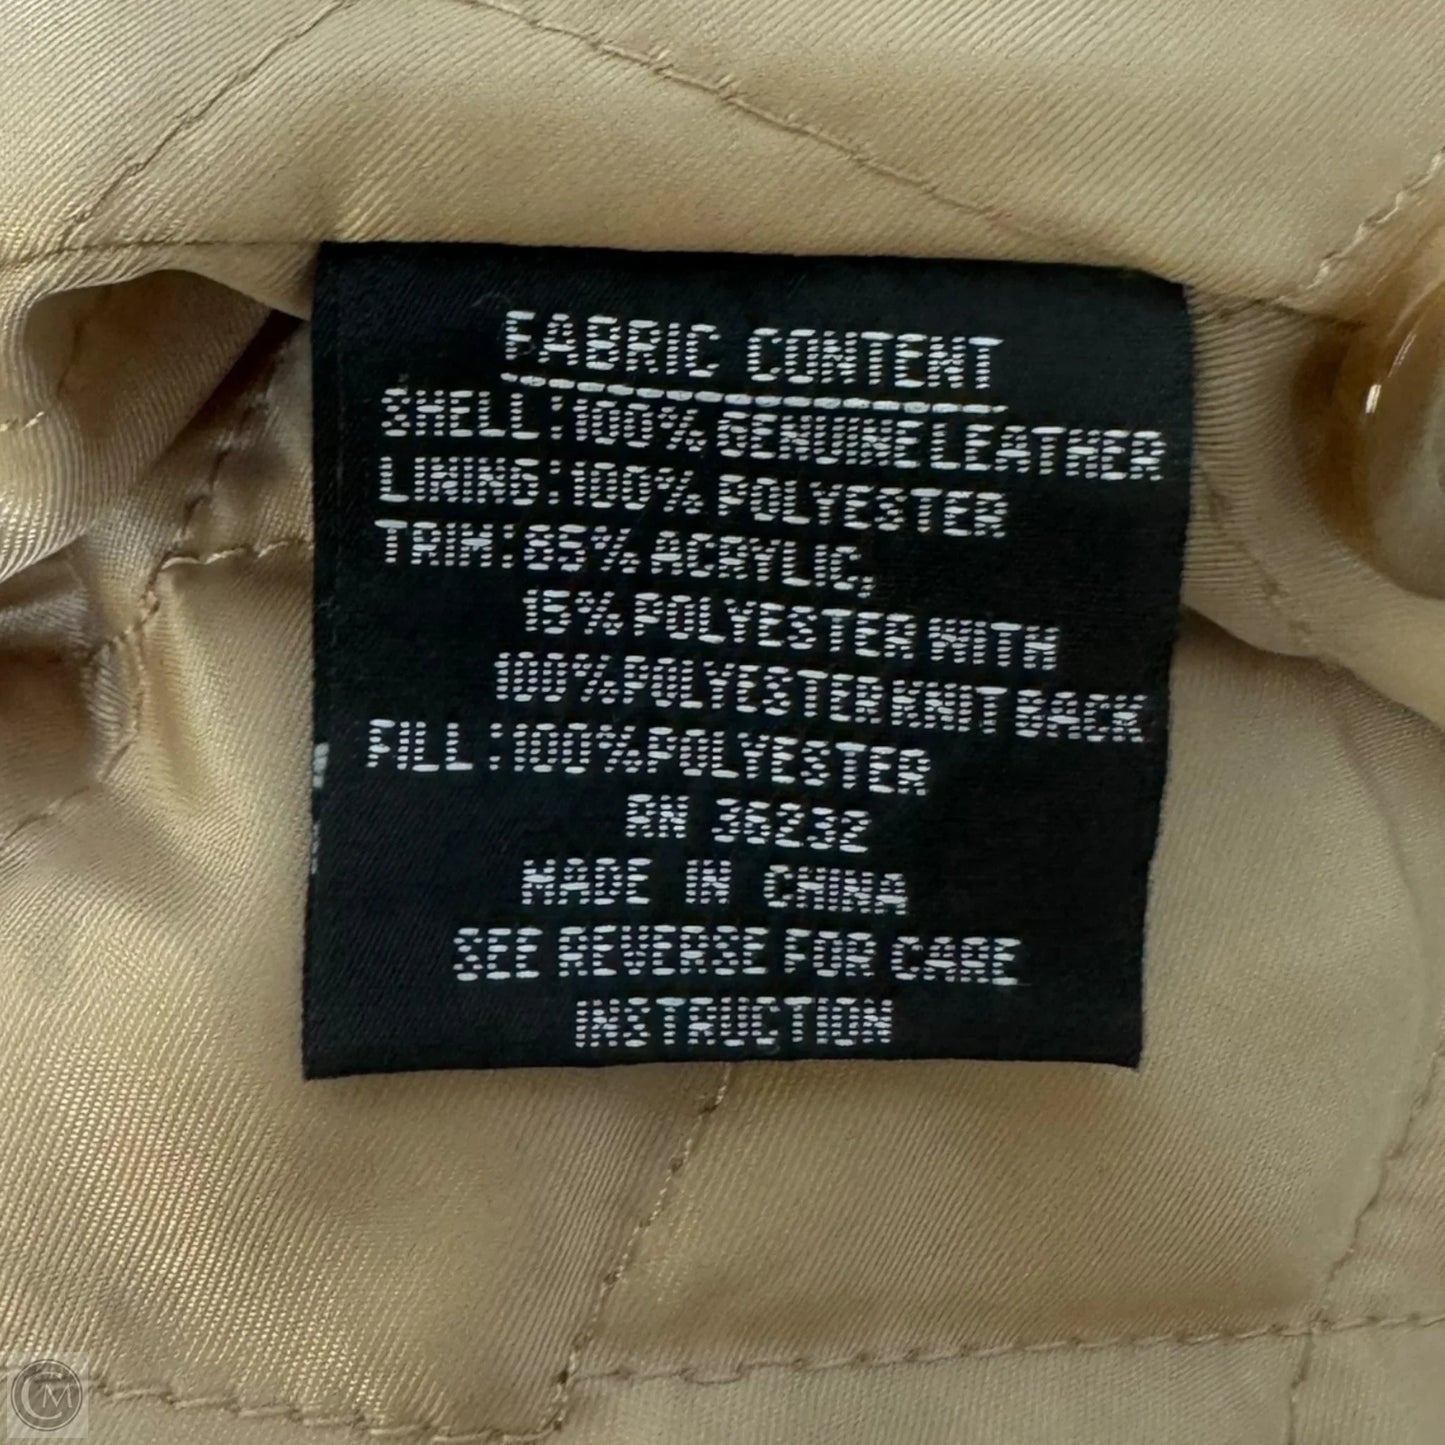 FABRIC CONTENT
SHELL:100% GENUINE LEATHER
LINING:100% POLYESTER
TRIM:85% ACRYLIC,
15% POLYESTER WITH
100% POLYESTER KNIT BACK
FILL:100% POLYESTER
RN 36232
MADE IN CHINA
SEE REVERSE FOR CARE
INSTRUCTION
CM